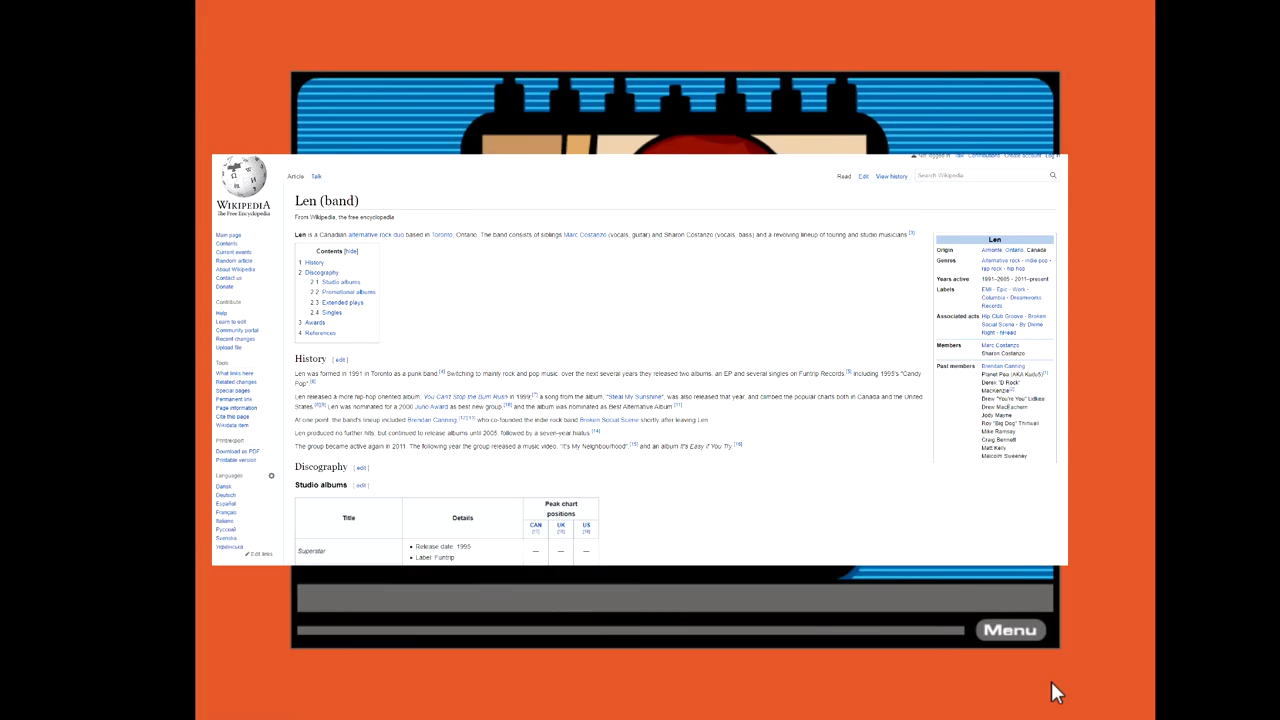 Not logged in Talk Contributions Create account Log in
Article Talk Read Edit View history Search Wikipedia
WIKIPEDIA
The Free Encyclopedia
Main page
Contents
Current events
Random article
About Wikipedia
Contact us
Donate
Contribute
Help
Learn to edit
Community portal
Recent changes
Upload file
Tools
What links here
Related changes
Special pages
Permanent link
Page information
Cite this page
Wikidata item
Print/export
Download as PDF
Printable version
Languages
Dansk
Deutsch
Español
Français
Italiano
Русский
Svenska
Українська
Edit links
Len (band)
From Wikipedia, the free encyclopedia
Len is a Canadian alternative rock duo based in Toronto, Ontario. The band consists of siblings Marc Costanzo (vocals, guitar) and Sharon Costanzo (vocals, bass) and a revolving lineup of touring and studio musicians.[3]
Contents [hide]
1 History
2 Discography
2.1 Studio albums
2.2 Promotional albums
2.3 Extended plays
2.4 Singles
3 Awards
4 References
History [ edit ]
Len was formed in 1991 in Toronto as a punk band.[4] Switching to mainly rock and pop music, over the next several years they released two albums, an EP and several singles on Funtrip Records,[5] including 1995's "Candy
Pop".[6]
Len released a more hip-hop oriented album, You Can't Stop the Bum Rush in 1999;[7] a song from the album, "Steal My Sunshine", was also released that year, and climbed the popular charts both in Canada and the United
States.[8][9] Len was nominated for a 2000 Juno Award as best new group,[10] and the album was nominated as Best Alternative Album.[11]
At one point, the band's lineup included Brendan Canning,[12][13] who co-founded the indie rock band Broken Social Scene shortly after leaving Len.
Len produced no further hits, but continued to release albums until 2005, followed by a seven-year hiatus.[14]
The group became active again in 2011. The following year the group released a music video, "It's My Neighbourhood",[15] and an album It's Easy if You Try.[16]
Discography [ edit ]
Studio albums [ edit ]
Title Details Peak chart positions
CAN UK US
Superstar
Release date: 1995
Label: Funtrip
— — —
Len
Origin Almonte, Ontario, Canada
Genres Alternative rock · indie pop ·
rap rock · hip hop
Years active 1991–2005 · 2011–present
Labels EMI · Epic · Work ·
Columbia · Dreamworks
Records
Associated acts Hip Club Groove · Broken
Social Scene · By Divine
Right · hHead
Members Marc Costanzo
Sharon Costanzo
Past members Brendan Canning
Planet Pea (AKA Kudu5)[1]
Derek "D Rock"
MacKenzie[2]
Drew "You're You" Lidkea
Drew MacEachern
Jody Mayne
Roy "Big Dog" Thirlwall
Mike Ramsay
Craig Bennett
Matt Kelly
Malcolm Sweeney
Menu